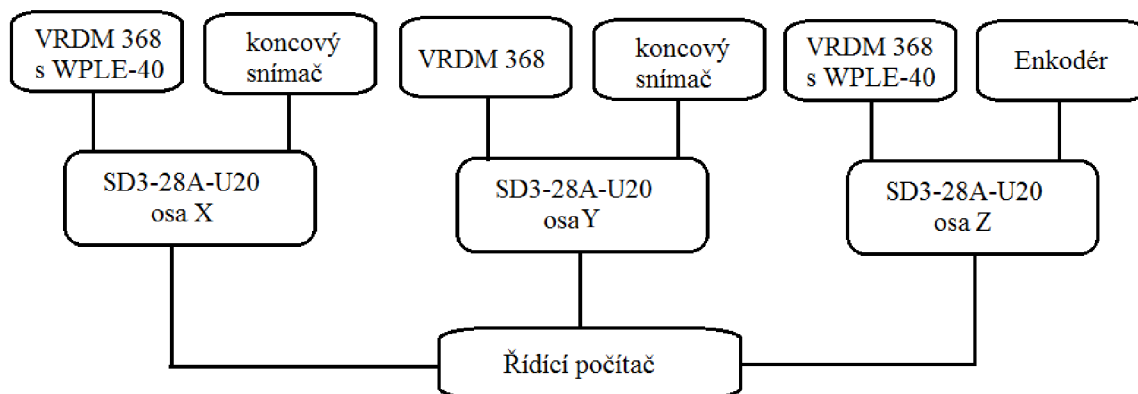 VRDM 368
s WPLE-40
koncový
snímač
VRDM 368
koncový
snímač
VRDM 368
s WPLE-40
Enkodér
SD3-28A-U20
osa X
SD3-28A-U20
osa Y
SD3-28A-U20
osa Z
Řídící počítač